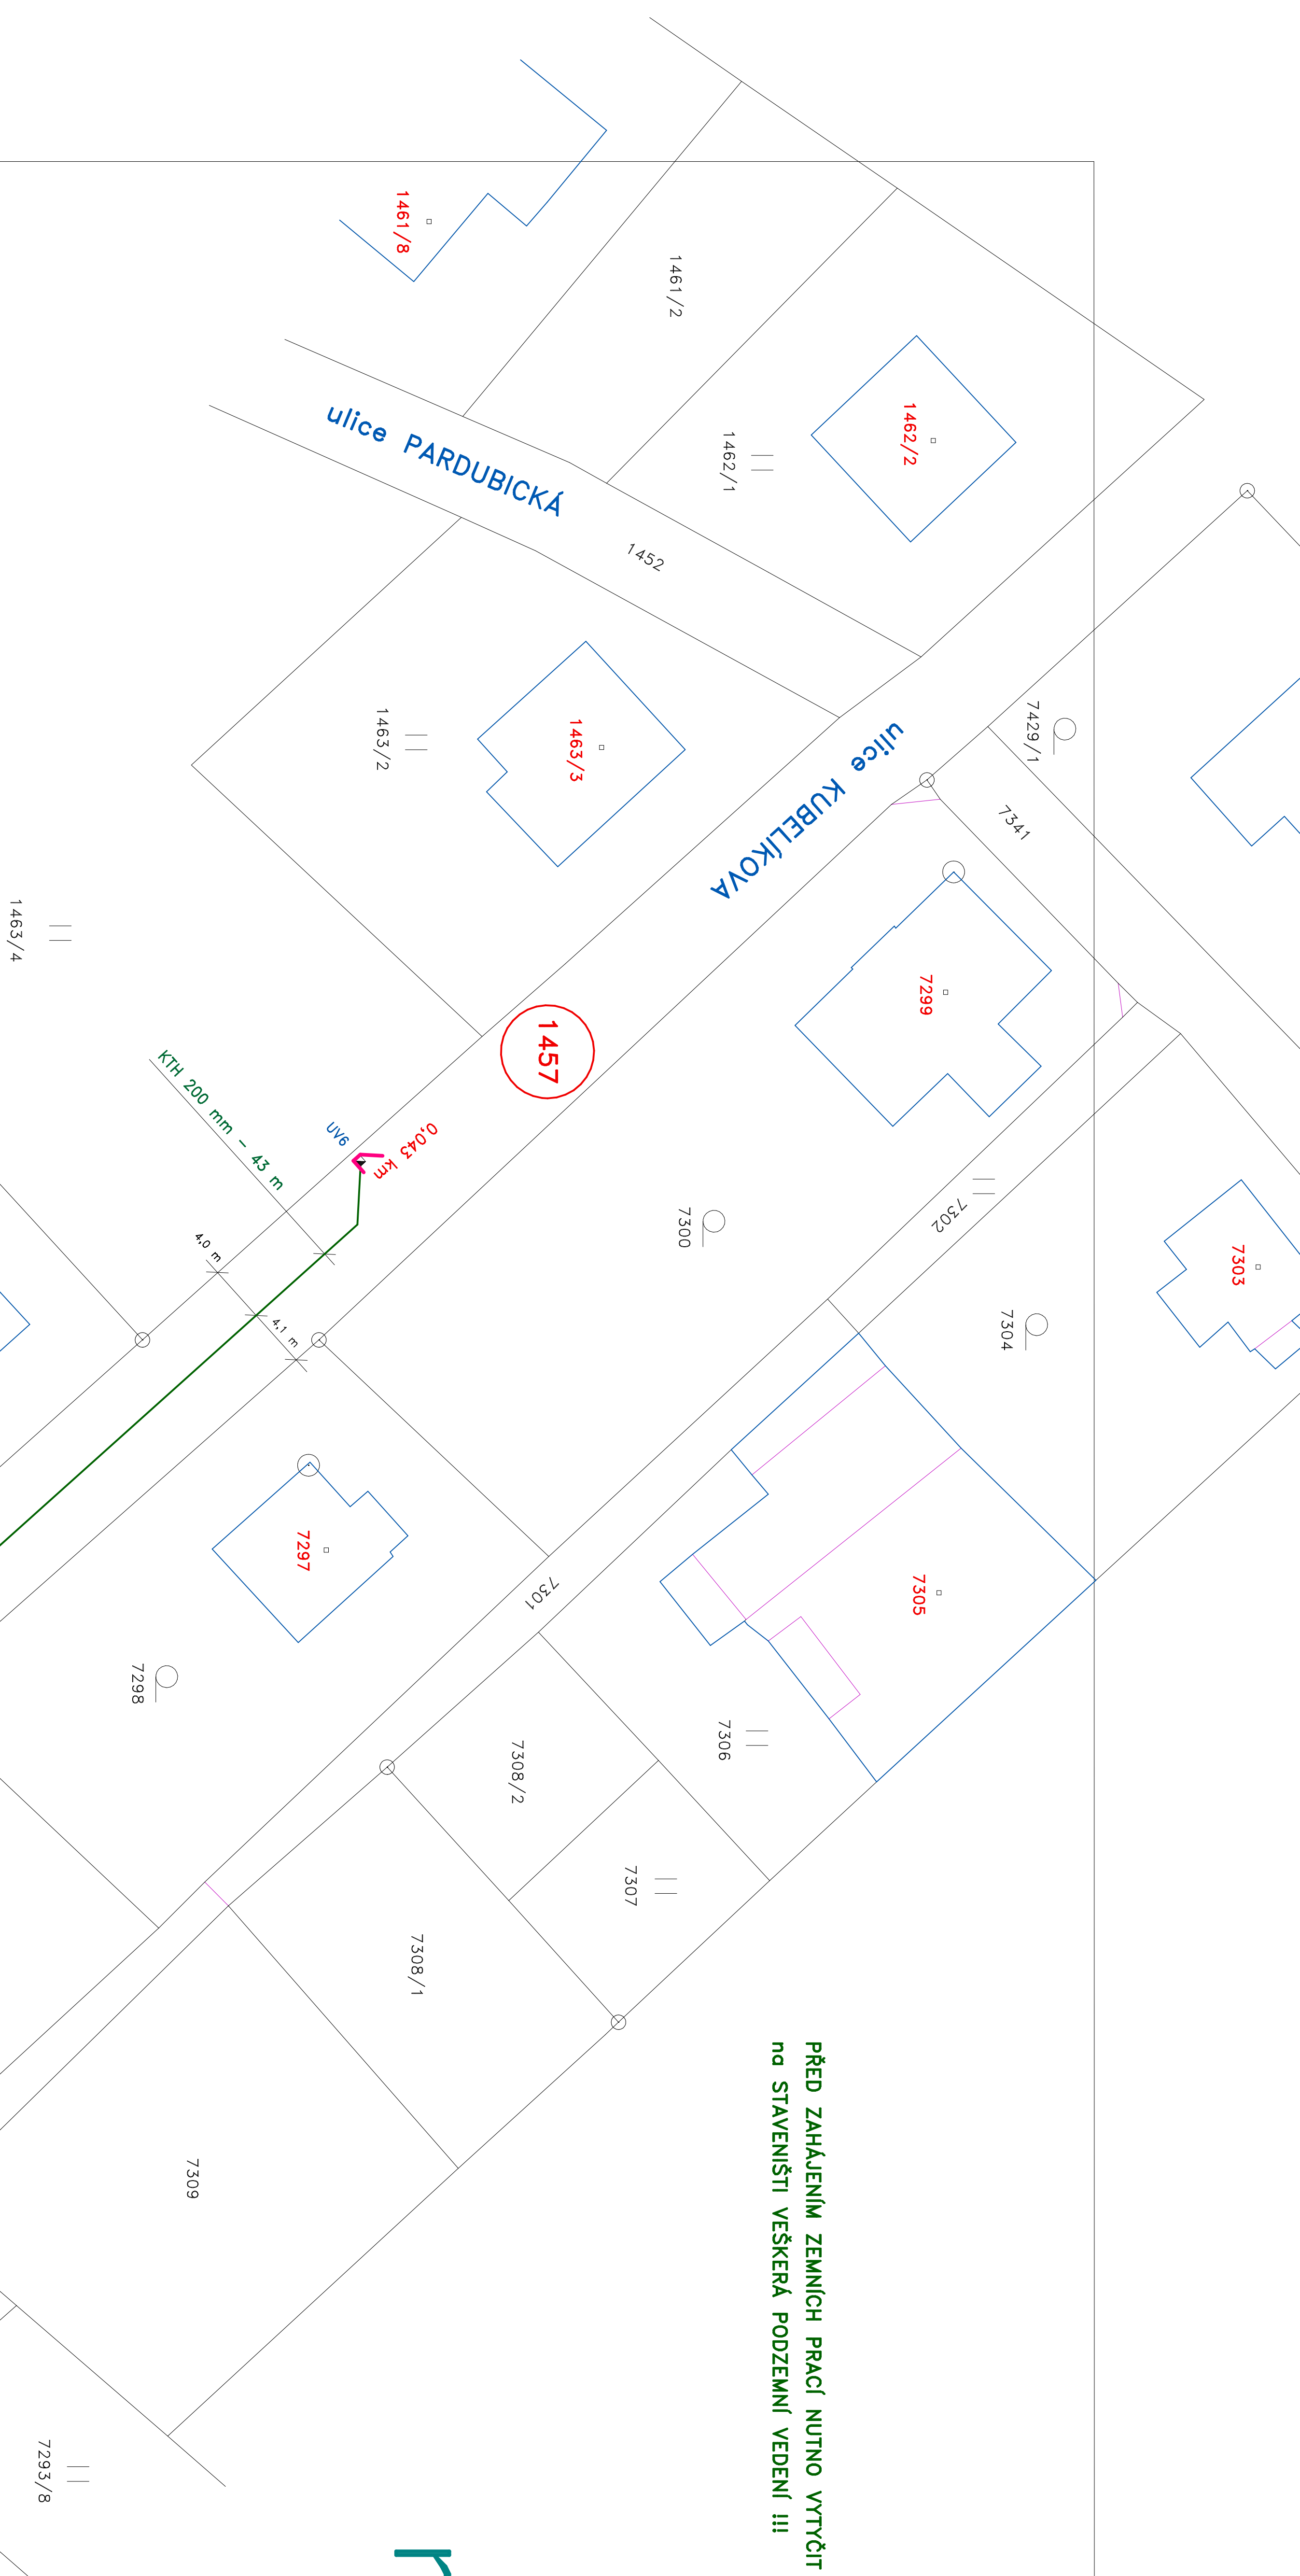 1461/8
1461/2
1462/2
1462/1
ulice PARDUBICKÁ
1452
1463/3
1463/2
1463/4
7429/1
7341
ulice KUBELÍKOVA
7299
1457
KTH 200 mm – 43 m
UV6
0,043 km
4,0 m
4,1 m
7300
7302
7303
7304
7297
7301
7305
7298
7306
7308/2
7307
7308/1
7309
7293/8
PŘED ZAHÁJENÍM ZEMNÍCH PRACÍ NUTNO VYTYČIT
na STAVENIŠTI VEŠKERÁ PODZEMNÍ VEDENÍ !!!